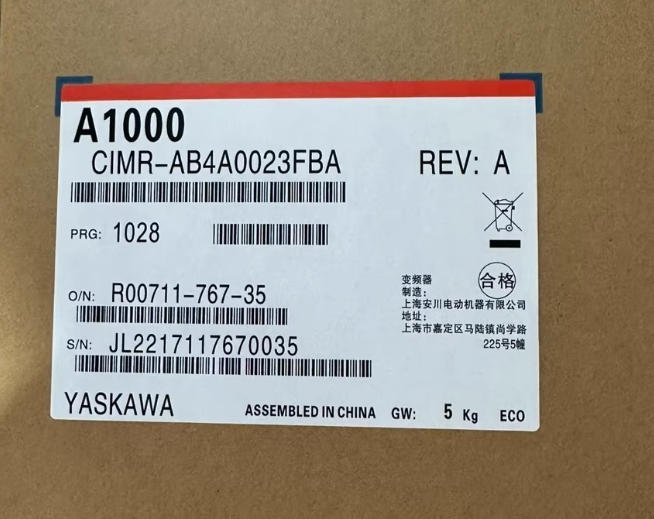 A1000
CIMR-AB4A0023FBA REV: A
PRG: 1028
O/N: R00711-767-35
S/N: JL2217117670035
变频器
合格
制造：
上海安川电动机器有限公司
地址：
上海市嘉定区马陆镇尚学路
225号5幢
YASKAWA ASSEMBLED IN CHINA GW: 5 Kg ECO